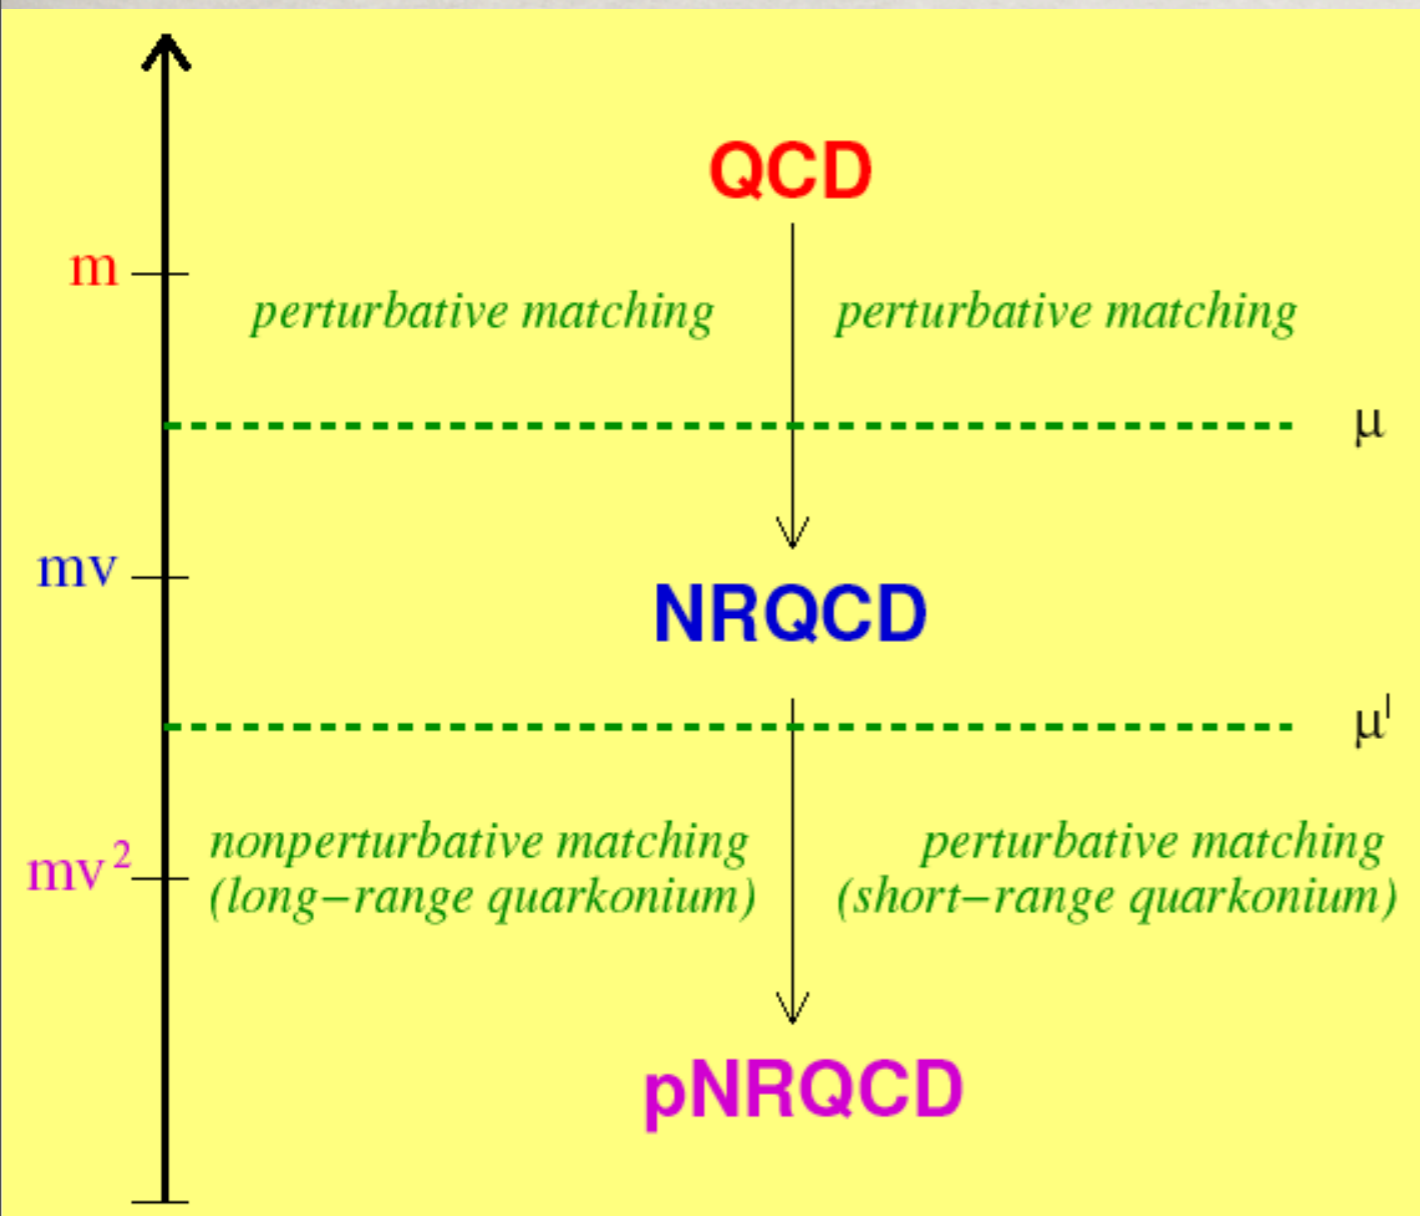 QCD
m
perturbative matching
perturbative matching
μ
mv
NRQCD
μ'
nonperturbative matching
(long−range quarkonium)
perturbative matching
(short−range quarkonium)
mv²
pNRQCD